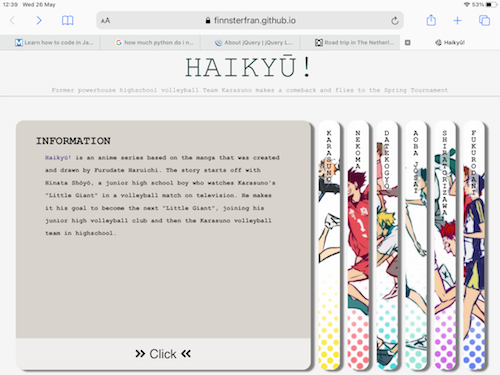 12:39 Wed 26 May
53%
AA
finnsterfran.github.io
Learn how to code in Ja...
how much python do i n...
About jQuery | jQuery L...
Road trip in The Netherl...
Haikyū!
HAIKYŪ!
Former powerhouse highschool volleyball Team Karasuno makes a comeback and flies to the Spring Tournament
INFORMATION
Haikyū! is an anime series based on the manga that was created
and drawn by Furudate Haruichi. The story starts off with
Hinata Shōyō, a junior high school boy who watches Karasuno's
"Little Giant" in a volleyball match on television. He makes
it his goal to become the next "Little Giant", joining his
junior high volleyball club and then the Karasuno volleyball
team in highschool.
Click
KARASUNO
NEKOMA
DATEKOGYO
AOBA JOSAI
SHIRATORIZAWA
FUKURODANI